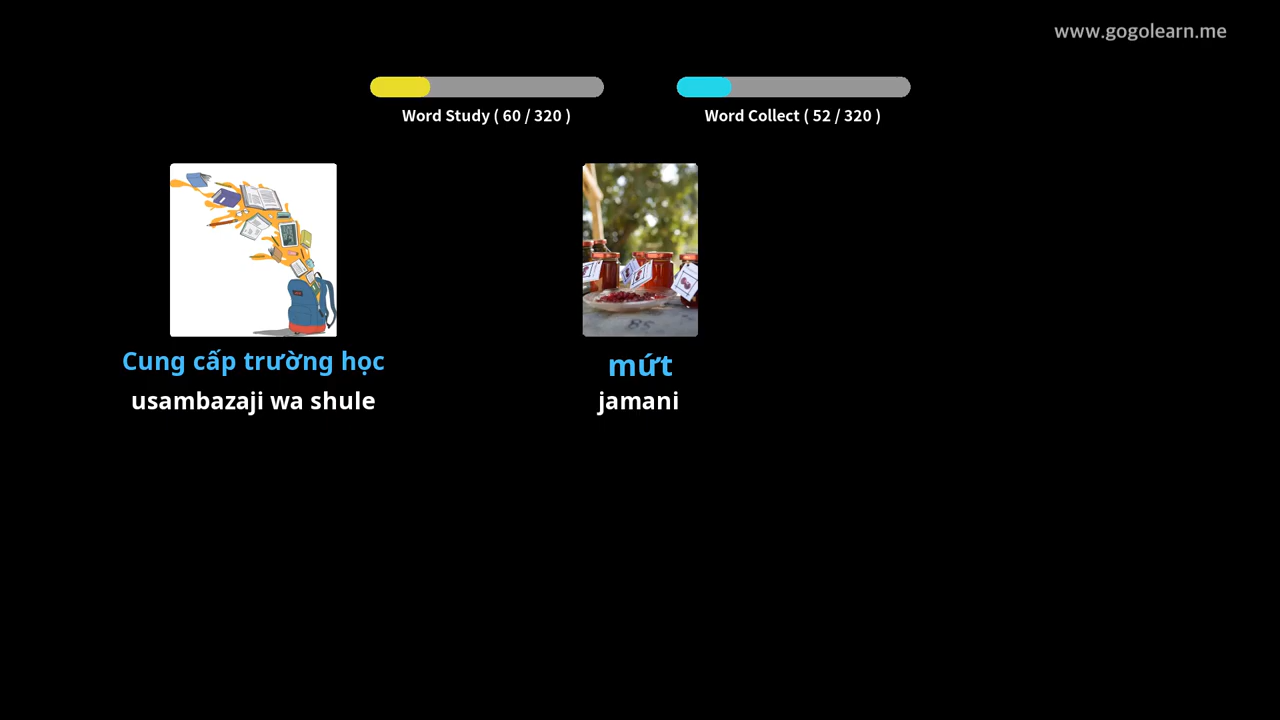 www.gogolearn.me
Word Study ( 60 / 320 )
Word Collect ( 52 / 320 )
Cung cấp trường học
usambazaji wa shule
mứt
jamani